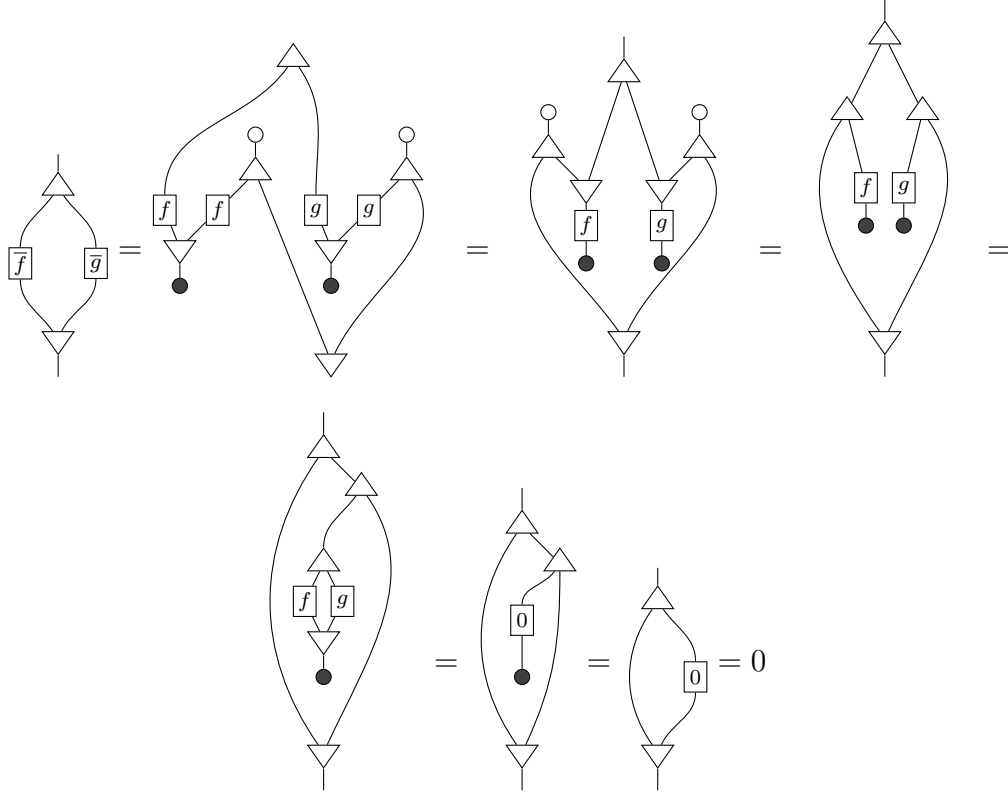 f̅ g̅ = f f g g = f g = f g =
f g = 0 = 0 = 0